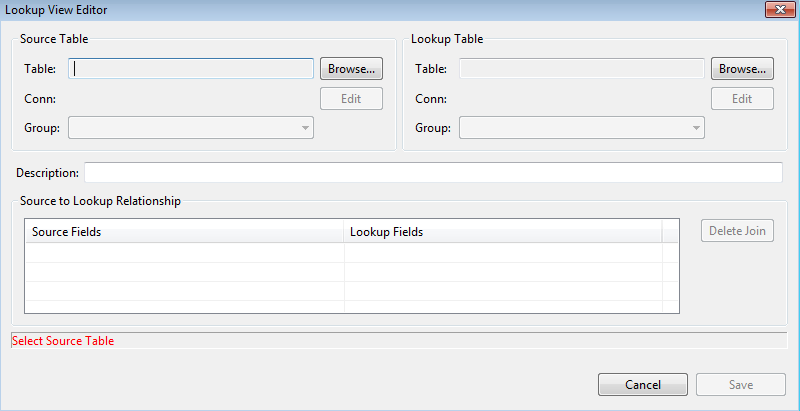 Lookup View Editor
Source Table
Lookup Table
Table:
Browse...
Table:
Browse...
Conn:
Edit
Conn:
Edit
Group:
Group:
Description:
Source to Lookup Relationship
Source Fields
Lookup Fields
Delete Join
Select Source Table
Cancel
Save